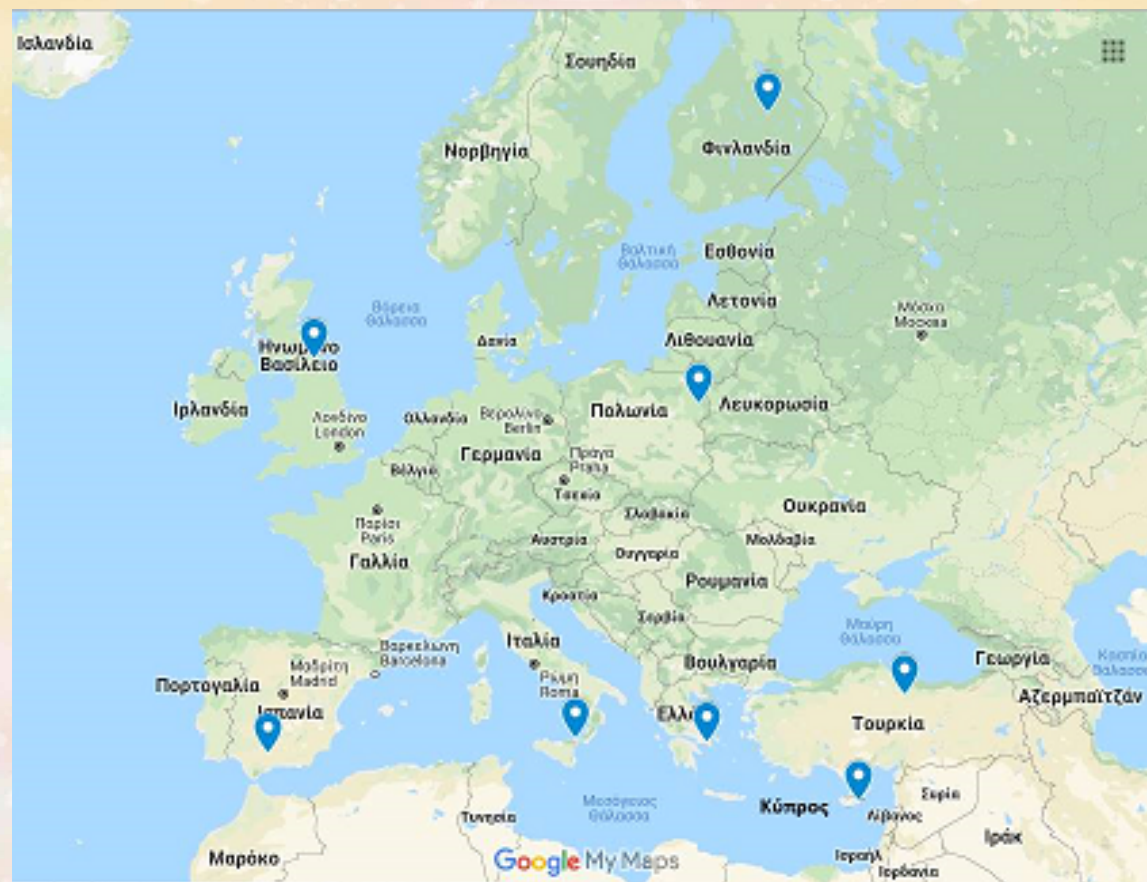 Ισλανδία
Σουηδία
Νορβηγία
Φινλανδία
Βαλτική
Θάλασσα
Εσθονία
Βόρεια
Θάλασσα
Λετονία
Μόσχα
Москва
Δανία
Λιθουανία
Βασίλειο
Ιρλανδία
Λονδίνο
London
Ολλανδία
Βερολίνο
Berlin
Πολωνία
Λευκορωσία
Γερμανία
Βέλγιο
Πράγα
Praha
Τσεχία
Παρίσι
Paris
Σλοβακία
Ουκρανία
Αυστρία
Ουγγαρία
Μολδαβία
Γαλλία
Ρουμανία
Κροατία
Σερβία
Μαύρη
Θάλασσα
Ιταλία
Βαρκελώνη
Barcelona
Βουλγαρία
Γεωργία
Μαδρίτη
Madrid
Ρώμη
Roma
Πορτογαλία
Ισπανία
Αζερμπαϊτζάν
Τουρκία
Κύπρος
Συρία
Λίβανος
Μεσόγειος
Θάλασσα
Τυνησία
Ιράκ
Μαρόκο
Google My Maps
Ισραήλ
Ιορδανία